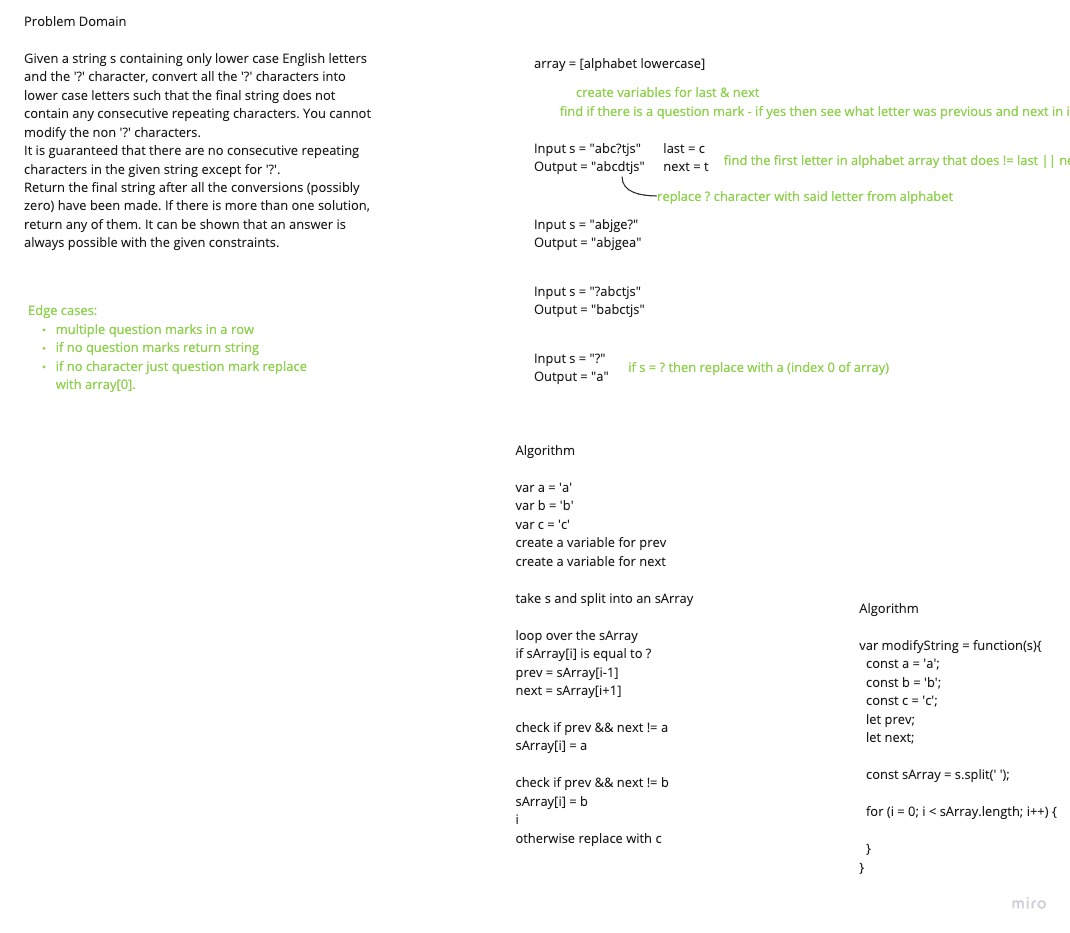 Problem Domain
Given a string s containing only lower case English letters
and the '?' character, convert all the '?' characters into
lower case letters such that the final string does not
contain any consecutive repeating characters. You cannot
modify the non '?' characters.
It is guaranteed that there are no consecutive repeating
characters in the given string except for '?'.
Return the final string after all the conversions (possibly
zero) have been made. If there is more than one solution,
return any of them. It can be shown that an answer is
always possible with the given constraints.
Edge cases:
• multiple question marks in a row
• if no question marks return string
• if no character just question mark replace
with array[0].
array = [alphabet lowercase]
create variables for last & next
find if there is a question mark - if yes then see what letter was previous and next in i
Input s = "abc?tjs" last = c
Output = "abcdtjs" next = t
find the first letter in alphabet array that does != last || ne
replace ? character with said letter from alphabet
Input s = "abjge?"
Output = "abjgea"
Input s = "?abctjs"
Output = "babctjs"
Input s = "?"
Output = "a"
if s = ? then replace with a (index 0 of array)
Algorithm
var a = 'a'
var b = 'b'
var c = 'c'
create a variable for prev
create a variable for next
take s and split into an sArray
loop over the sArray
if sArray[i] is equal to ?
prev = sArray[i-1]
next = sArray[i+1]
check if prev && next != a
sArray[i] = a
check if prev && next != b
sArray[i] = b
i
otherwise replace with c
Algorithm
var modifyString = function(s){
const a = 'a';
const b = 'b';
const c = 'c';
let prev;
let next;
const sArray = s.split(' ');
for (i = 0; i < sArray.length; i++) {
}
}
miro